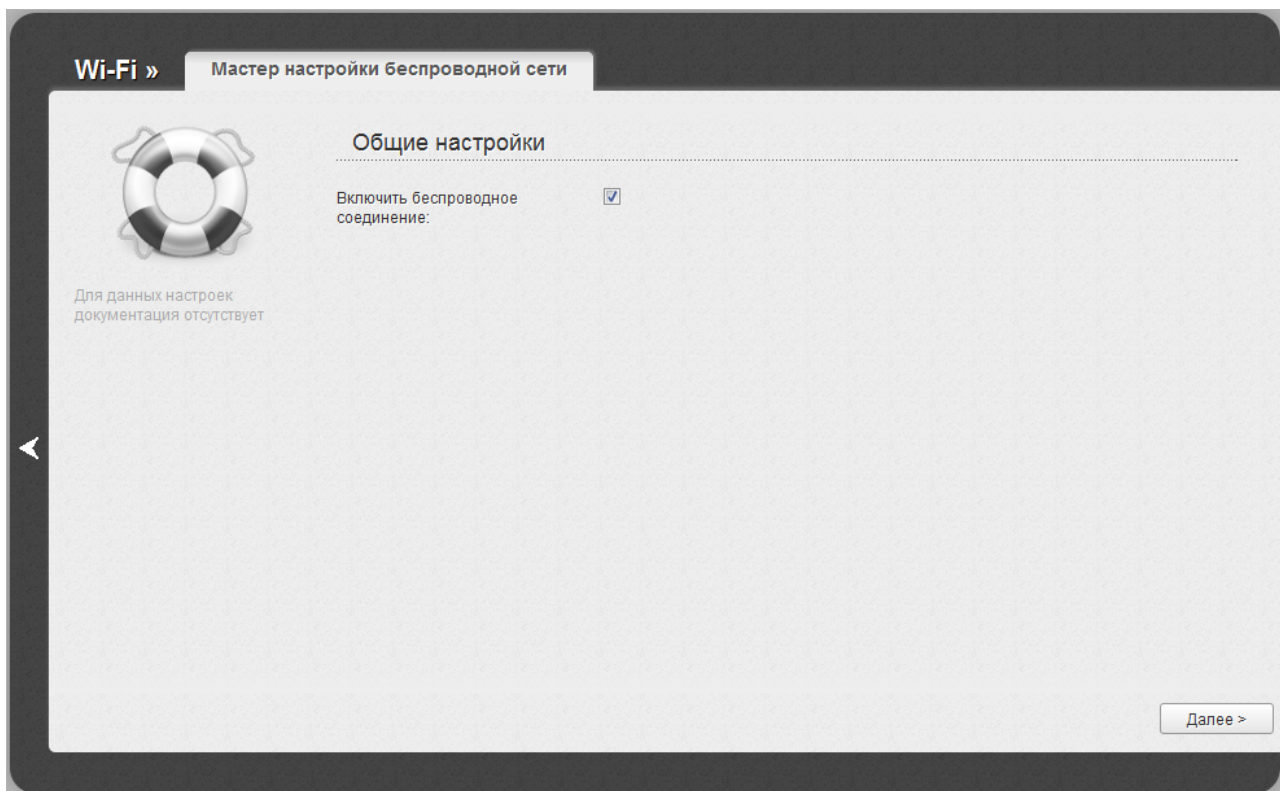 Wi-Fi »
Мастер настройки беспроводной сети
Общие настройки
Включить беспроводное
соединение:
Для данных настроек
документация отсутствует
Далее >